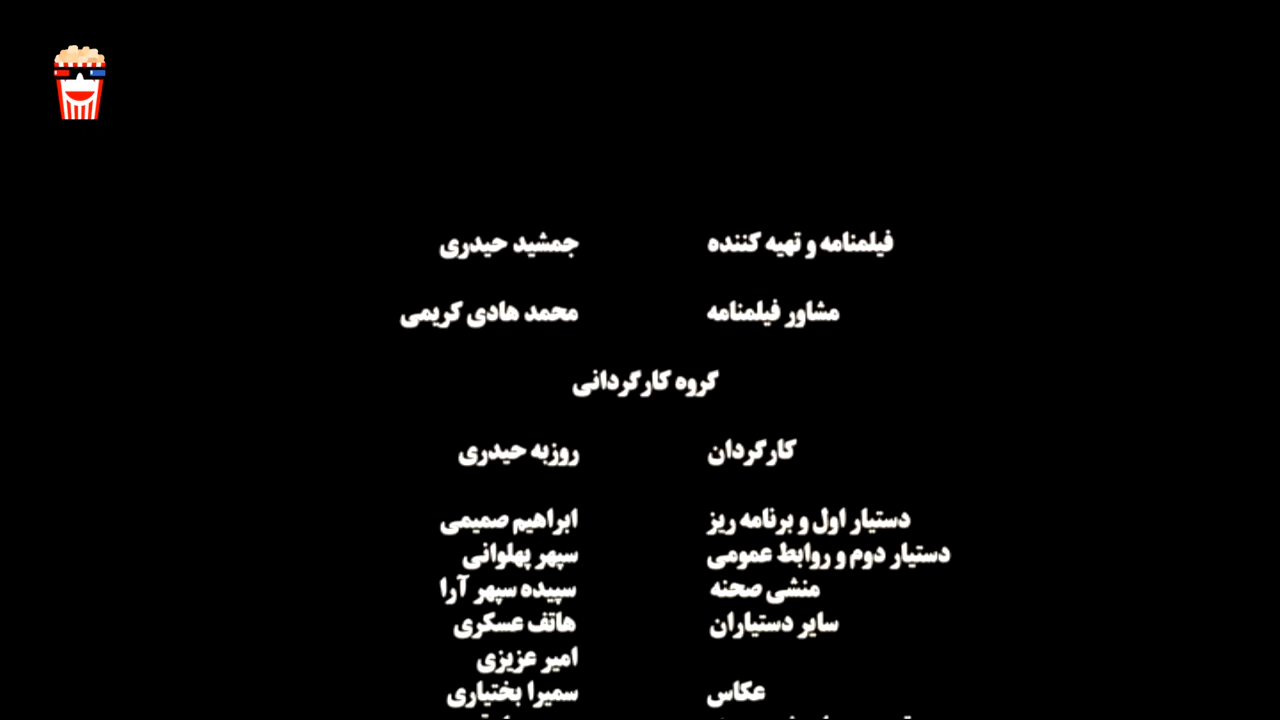 فیلمنامه و تهیه کننده جمشید حیدری
مشاور فیلمنامه محمد هادی کریمی
گروه کارگردانی
کارگردان روزبه حیدری
دستیار اول و برنامه ریز ابراهیم صمیمی
دستیار دوم و روابط عمومی سپهر پهلوانی
منشی صحنه سپیده سپهر آرا
سایر دستیاران هاتف عسکری
امیر عزیزی
عکاس سمیرا بختیاری